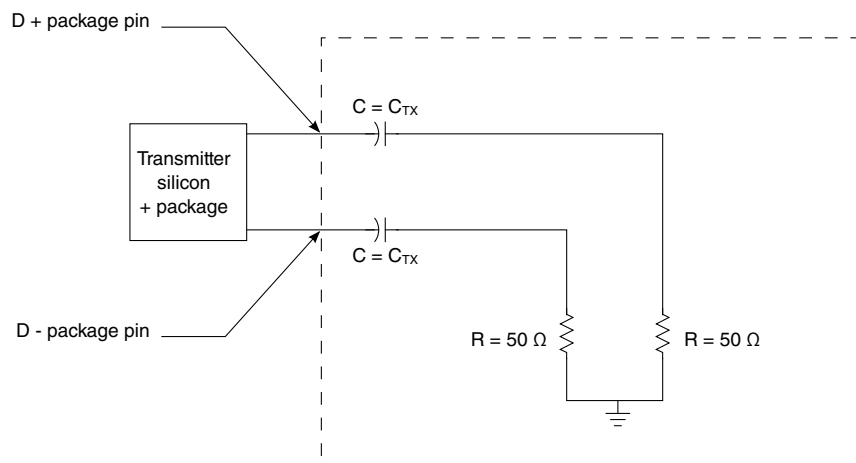 D + package pin
C = CTX
Transmitter
silicon
+ package
C = CTX
D - package pin
R = 50 Ω
R = 50 Ω